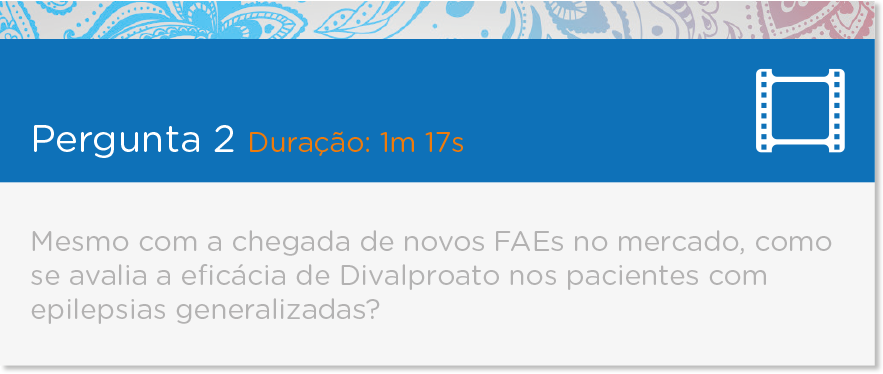 Pergunta 2 Duração: 1m 17s
Mesmo com a chegada de novos FAEs no mercado, como
se avalia a eficácia de Divalproato nos pacientes com
epilepsias generalizadas?